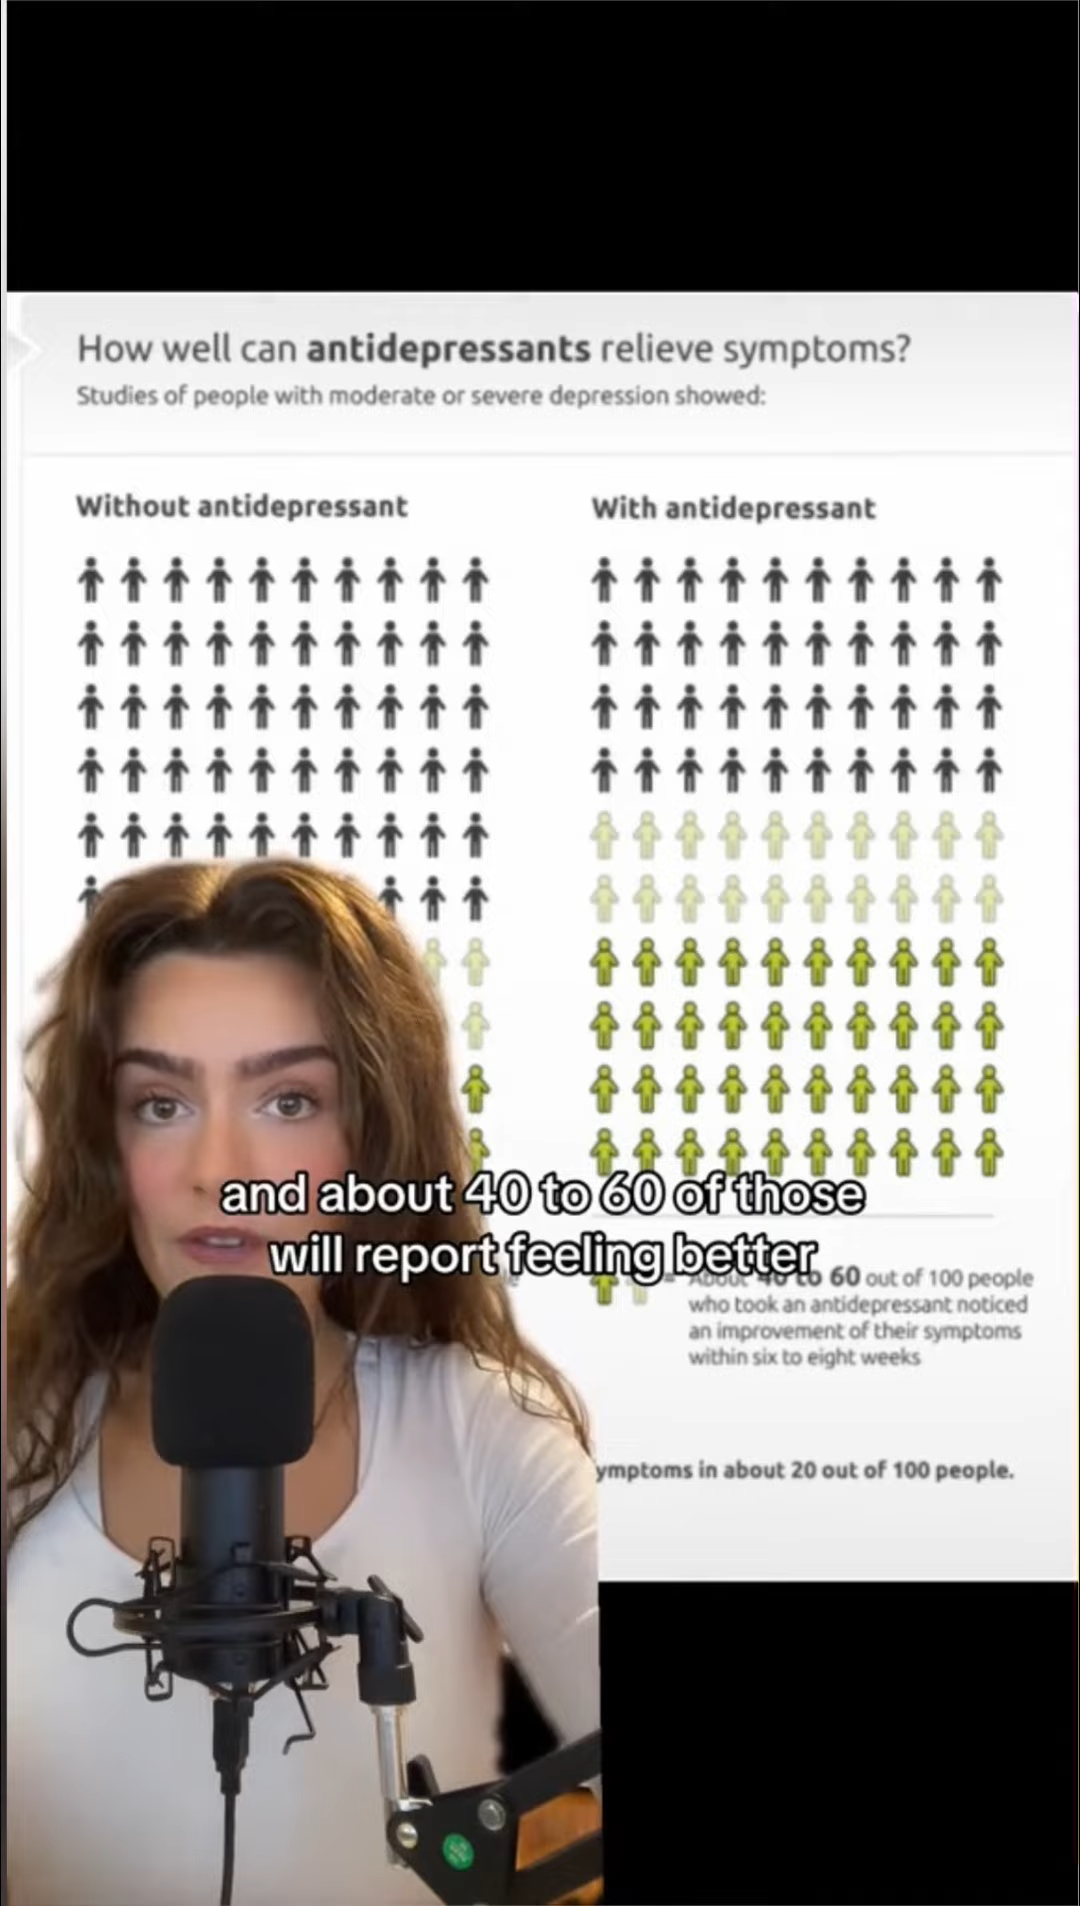 How well can antidepressants relieve symptoms?
Studies of people with moderate or severe depression showed:
Without antidepressant
With antidepressant
and about 40 to 60 of those
will report feeling better
About 40 to 60 out of 100 people
who took an antidepressant noticed
an improvement of their symptoms
within six to eight weeks
ymptoms in about 20 out of 100 people.